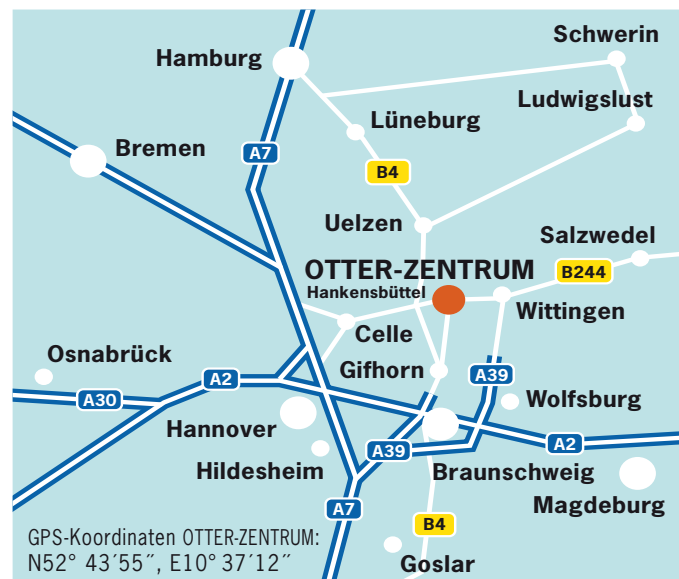 Schwerin
Hamburg
Ludwigslust
Lüneburg
Bremen
A7
B4
Uelzen
Salzwedel
OTTER-ZENTRUM
B244
Hankensbüttel
Wittingen
Celle
Osnabrück
Gifhorn
A39
A2
A30
Wolfsburg
Hannover
A2
A39
Hildesheim
Braunschweig
Magdeburg
A7
B4
GPS-Koordinaten OTTER-ZENTRUM:
N52° 43´55˝, E10° 37´12˝
Goslar